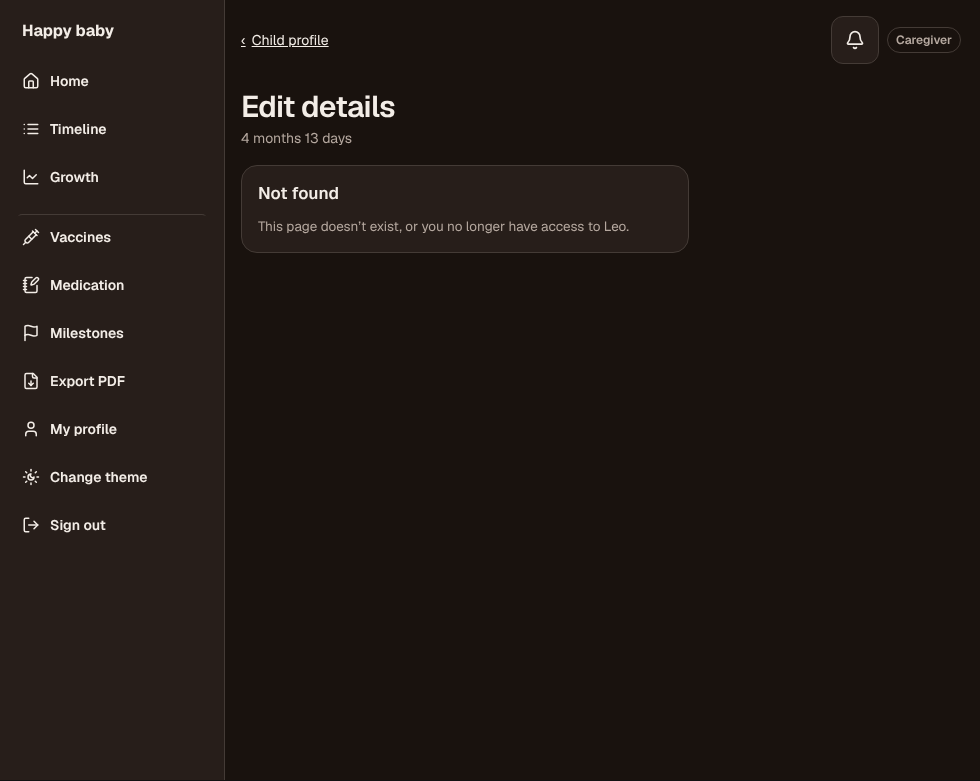 Happy baby
Home
Timeline
Growth
Vaccines
Medication
Milestones
Export PDF
My profile
Change theme
Sign out
‹ Child profile
Caregiver
Edit details
4 months 13 days
Not found
This page doesn’t exist, or you no longer have access to Leo.